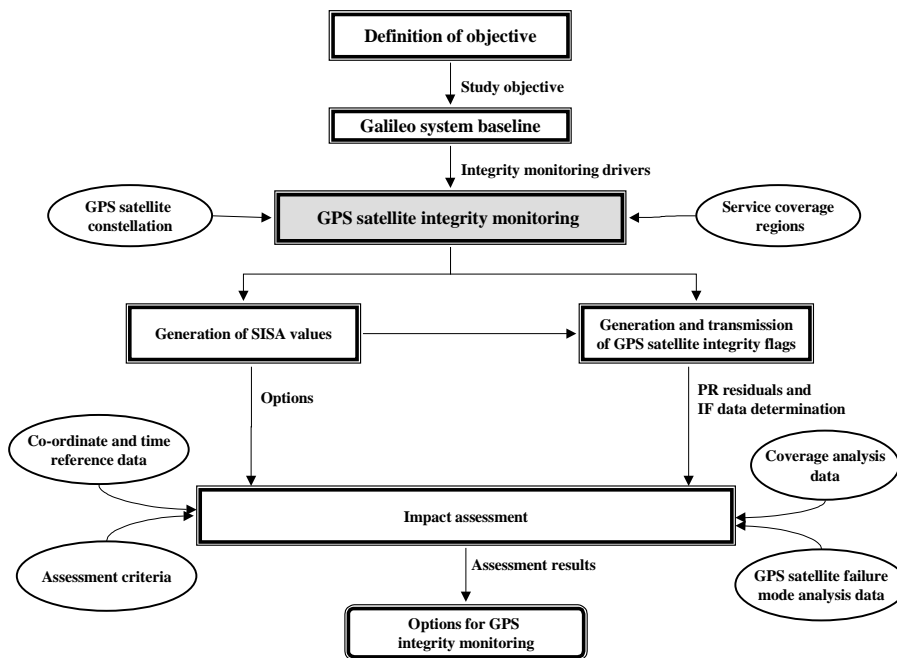 Definition of objective
Study objective
Galileo system baseline
Integrity monitoring drivers
GPS satellite
constellation
GPS satellite integrity monitoring
Service coverage
regions
Generation of SISA values
Generation and transmission
of GPS satellite integrity flags
Options
PR residuals and
IF data determination
Co-ordinate and time
reference data
Coverage analysis
data
Impact assessment
Assessment criteria
Assessment results
GPS satellite failure
mode analysis data
Options for GPS
integrity monitoring